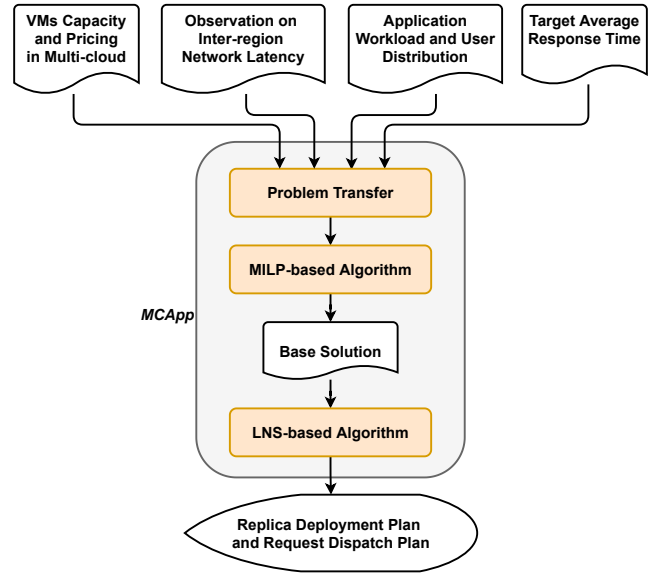 VMs Capacity
and Pricing
in Multi-cloud
Observation on
Inter-region
Network Latency
Application
Workload and User
Distribution
Target Average
Response Time
Problem Transfer
MILP-based Algorithm
MCApp
Base Solution
LNS-based Algorithm
Replica Deployment Plan
and Request Dispatch Plan